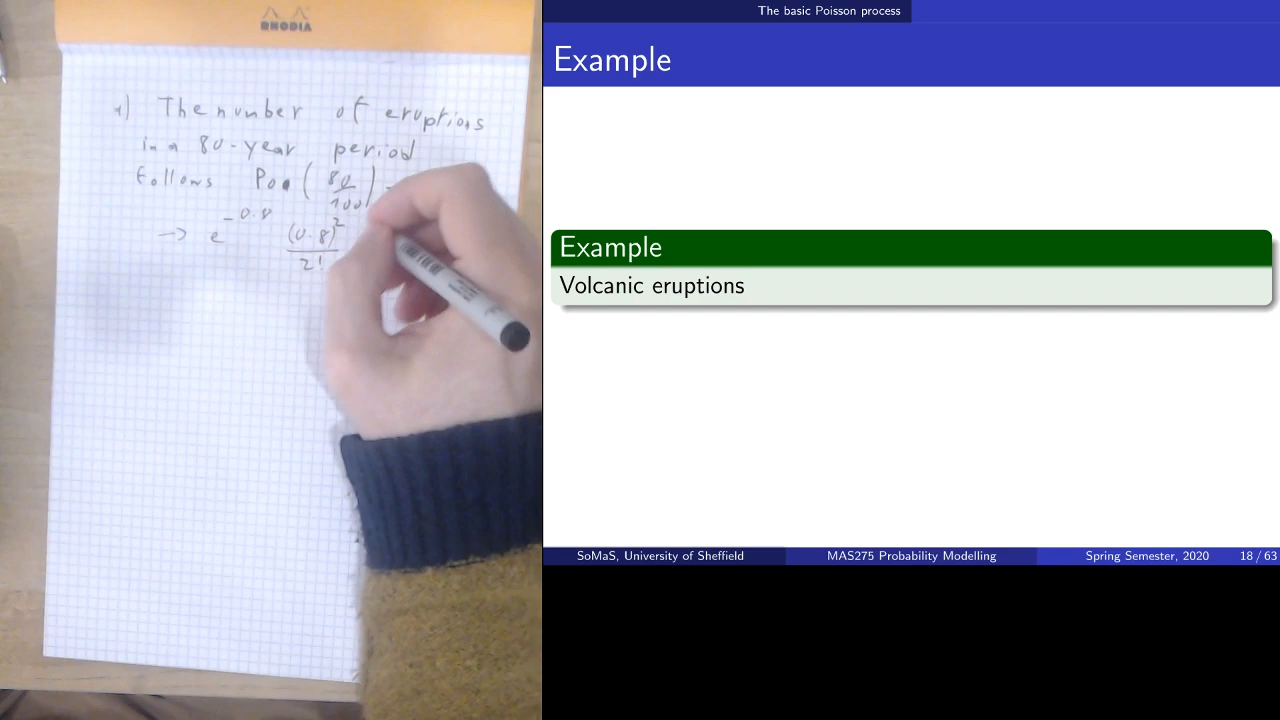 RHODIA
The number of eruptions
in a 80-year period
follows Poa ( 80/100 )
→ e^-0.8 (0.8)^2/2!
The basic Poisson process
Example
Example
Volcanic eruptions
SoMaS, University of Sheffield MAS275 Probability Modelling Spring Semester, 2020 18 / 63